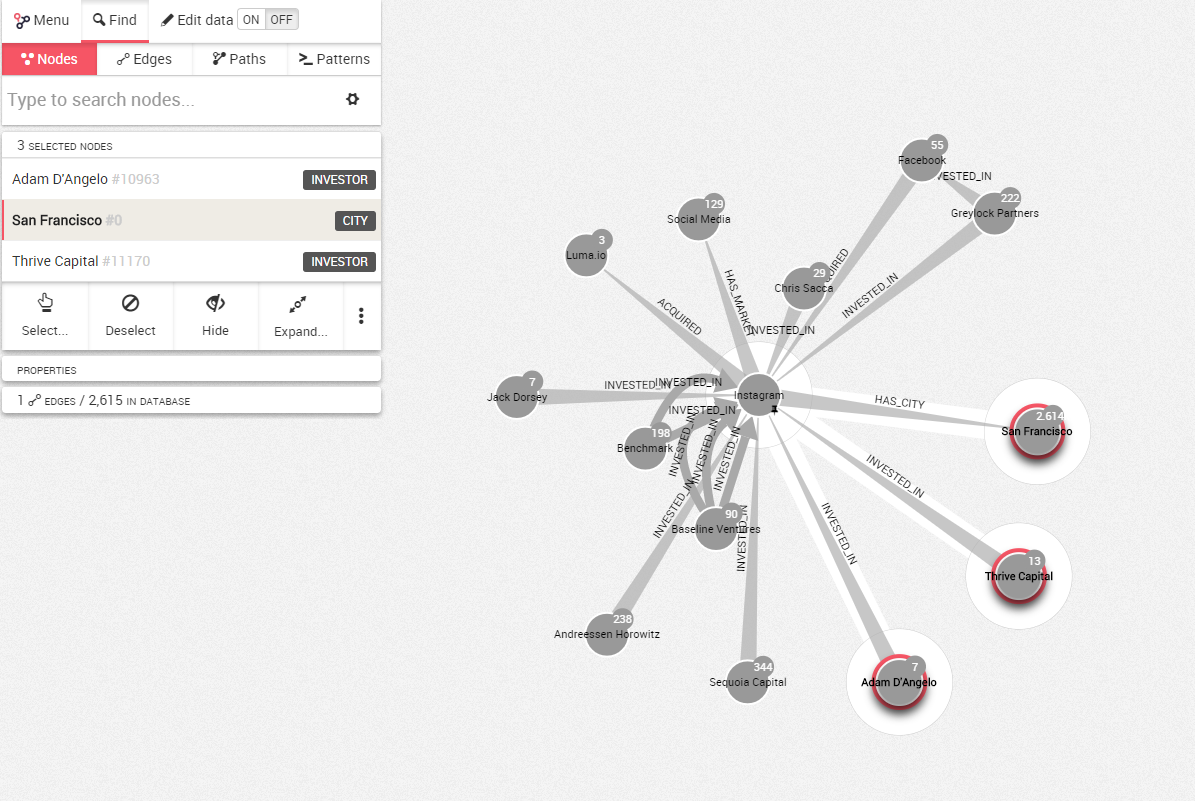 Menu
Find
Edit data ON OFF
Nodes
Edges
Paths
Patterns
Type to search nodes...
3 SELECTED NODES
Adam D'Angelo #10963 INVESTOR
San Francisco #0 CITY
Thrive Capital #11170 INVESTOR
Select...
Deselect
Hide
Expand...
PROPERTIES
1 EDGES / 2,615 IN DATABASE
55
Facebook
INVESTED_IN
222
Greylock Partners
129
Social Media
3
Luma.io
29
Chris Sacca
ACQUIRED
HAS_MARKET
INVESTED_IN
INVESTED_IN
7
Jack Dorsey
INVESTED_IN
INVESTED_IN
Instagram
HAS_CITY
2,614
San Francisco
INVESTED_IN
198
Benchmark
INVESTED_IN
INVESTED_IN
INVESTED_IN
INVESTED_IN
90
Baseline Ventures
INVESTED_IN
INVESTED_IN
INVESTED_IN
13
Thrive Capital
238
Andreessen Horowitz
344
Sequoia Capital
7
Adam D'Angelo